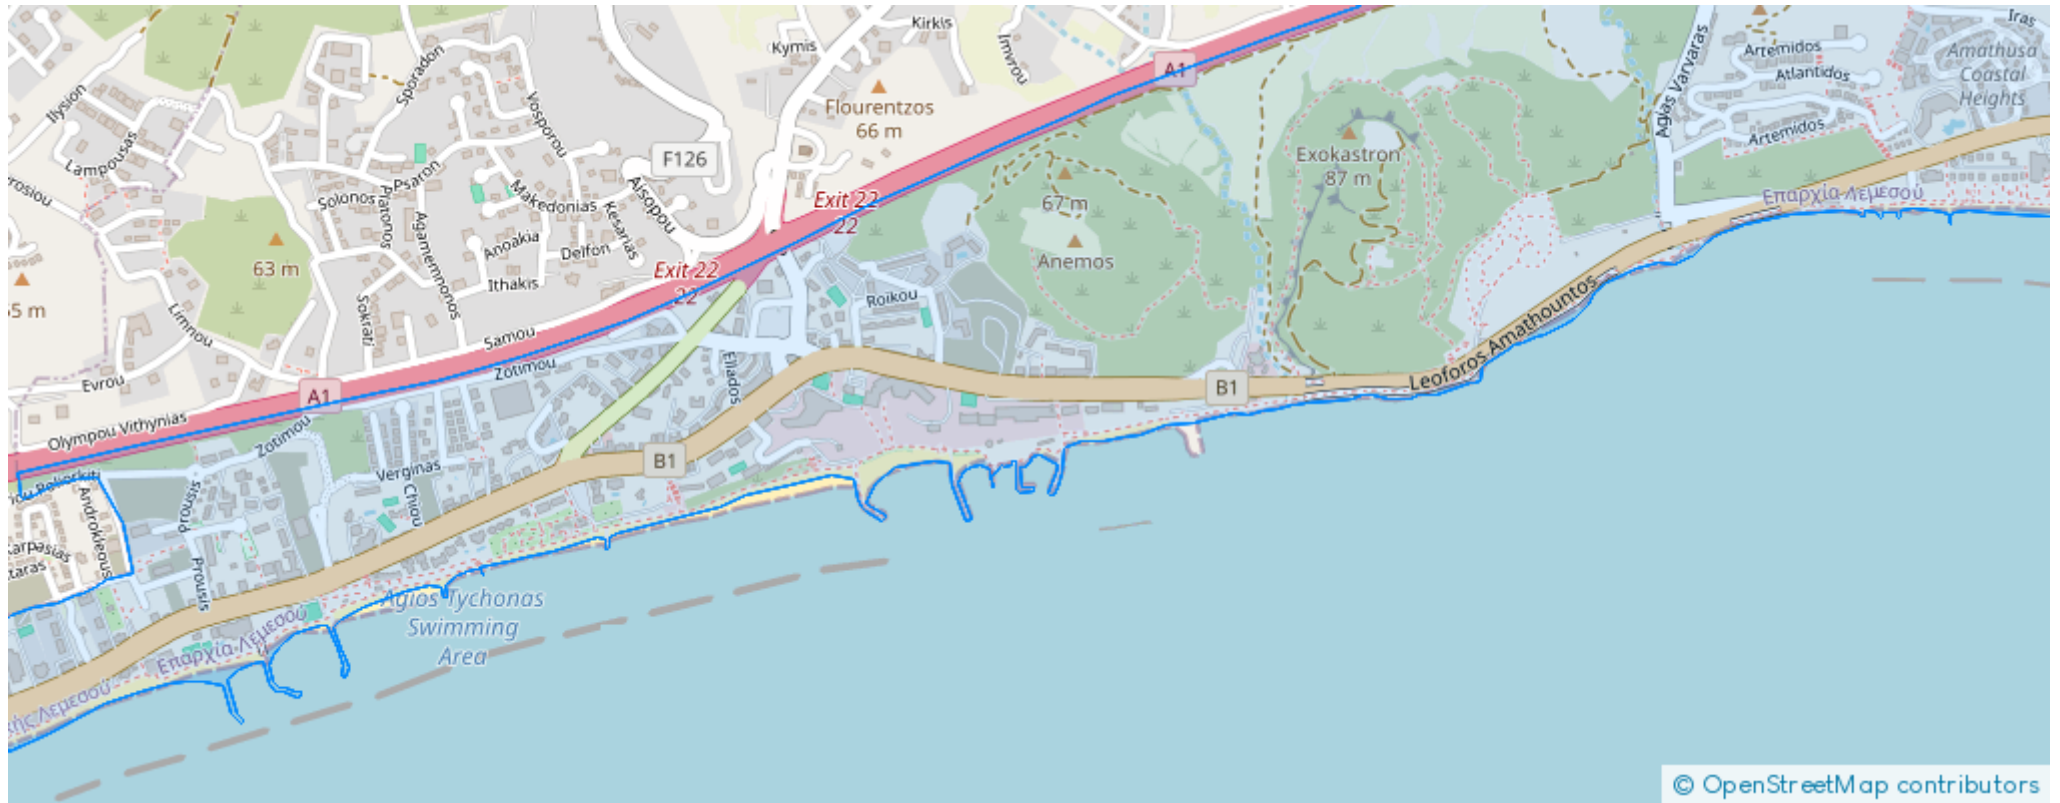 Kirkis
Kymis
Imvrou
Iras
Artemidos
Amathusa
Coastal
Heights
Atlantidos
Artemidos
Agias Varvaras
A1
Sporadon
Ilysion
Vosporou
Flourentzos
66 m
Lampousas
F126
Exokastron
87 m
Psaron
Makedonias
Aisopou
Solonos
Platonos
Agamemnonos
Kesarias
Exit 22
22
67 m
Επαρχία Λεμεσού
Anoakia
Delfon
63 m
Anemos
Exit 22
22
Ithakis
Roikou
5 m
Sokrati
Limnou
Samou
Leoforos Amathountos
Zotimou
Ellados
Evrou
A1
B1
Olympou Vithynias
Zotimou
B1
Verginas
Chiou
Androkleous
Prousis
Karpasias
taras
Prousis
Agios Tychonas
Swimming
Area
Επαρχία Λεμεσού
ής Λεμεσού
© OpenStreetMap contributors